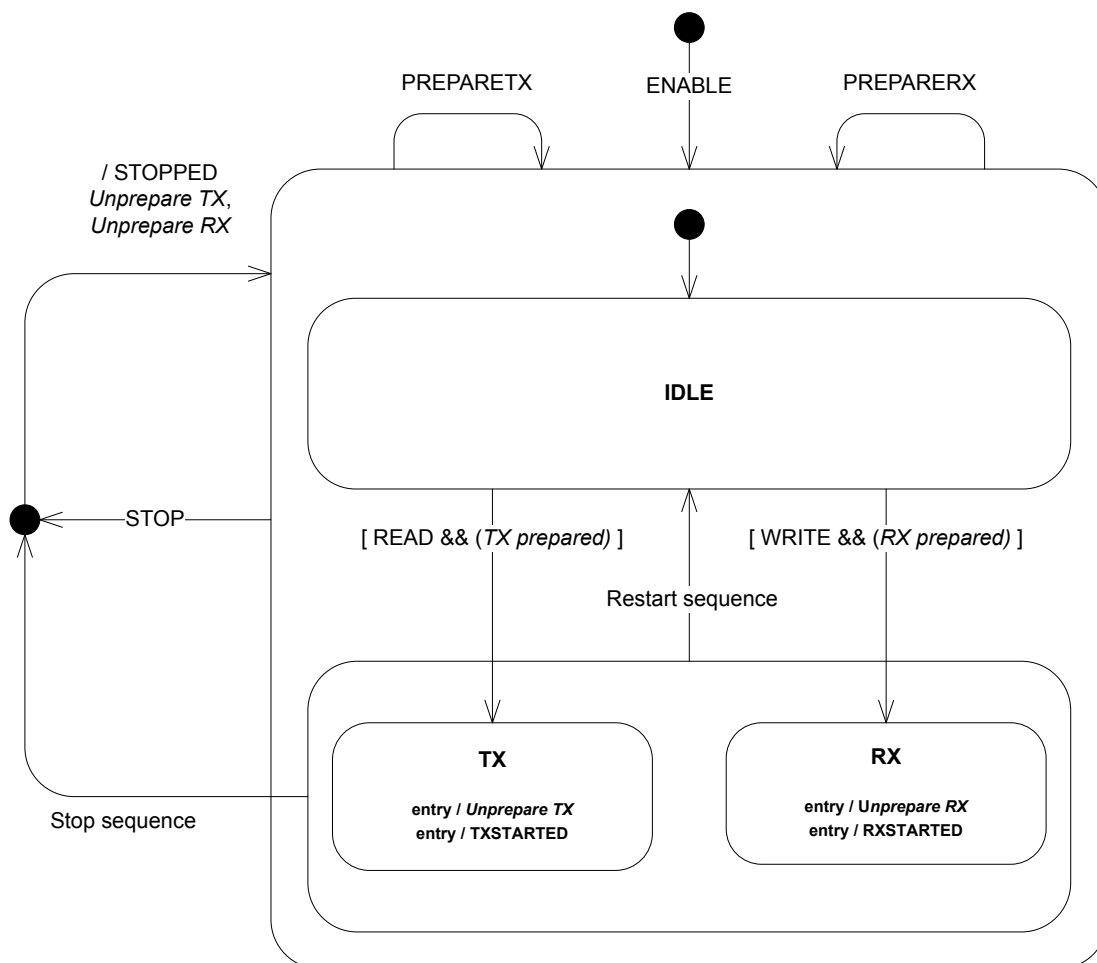 PREPARETX
ENABLE
PREPARERX
/ STOPPED
Unprepare TX,
Unprepare RX
IDLE
STOP
[ READ && (TX prepared) ]
[ WRITE && (RX prepared) ]
Restart sequence
TX
entry / Unprepare TX
entry / TXSTARTED
RX
entry / Unprepare RX
entry / RXSTARTED
Stop sequence